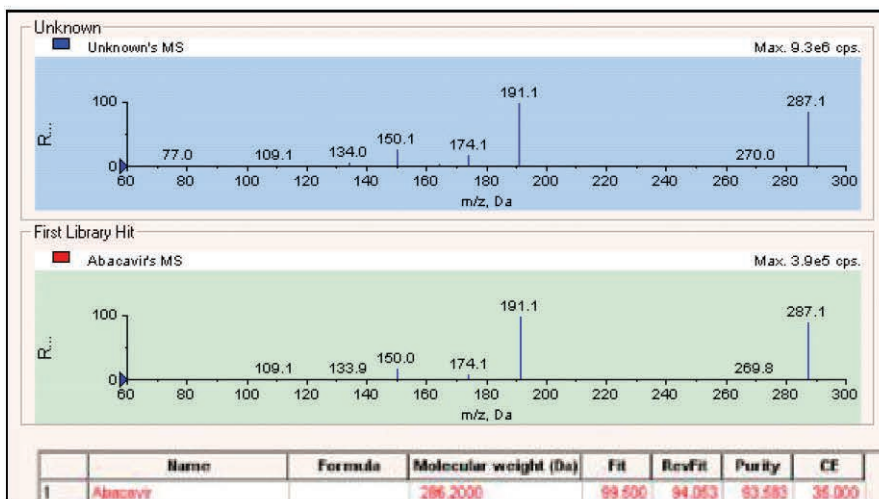 Unknown
Unknown's MS Max. 9.3e6 cps.
R...
100
0
191.1
287.1
150.1
174.1
134.0
77.0 109.1 270.0
60 80 100 120 140 160 180 200 220 240 260 280 300
m/z, Da
First Library Hit
Abacavir's MS Max. 3.9e5 cps.
R...
100
0
191.1
287.1
150.0
174.1
109.1 133.9 269.8
60 80 100 120 140 160 180 200 220 240 260 280 300
m/z, Da
Name Formula Molecular weight (Da) Fit RevFit Purity CE
1 Abacavir 286.2000 99.500 94.053 93.583 35.000